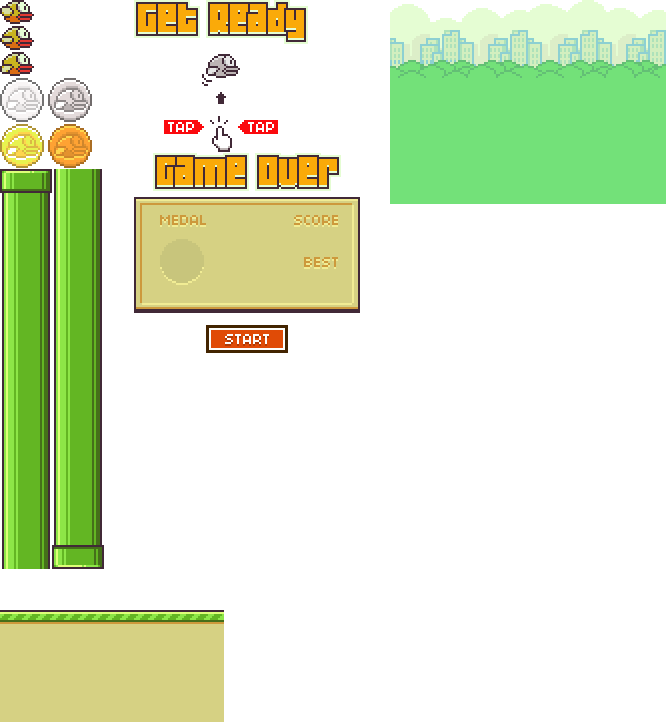 Get Ready
TAP TAP
Game Over
MEDAL SCORE
BEST
START